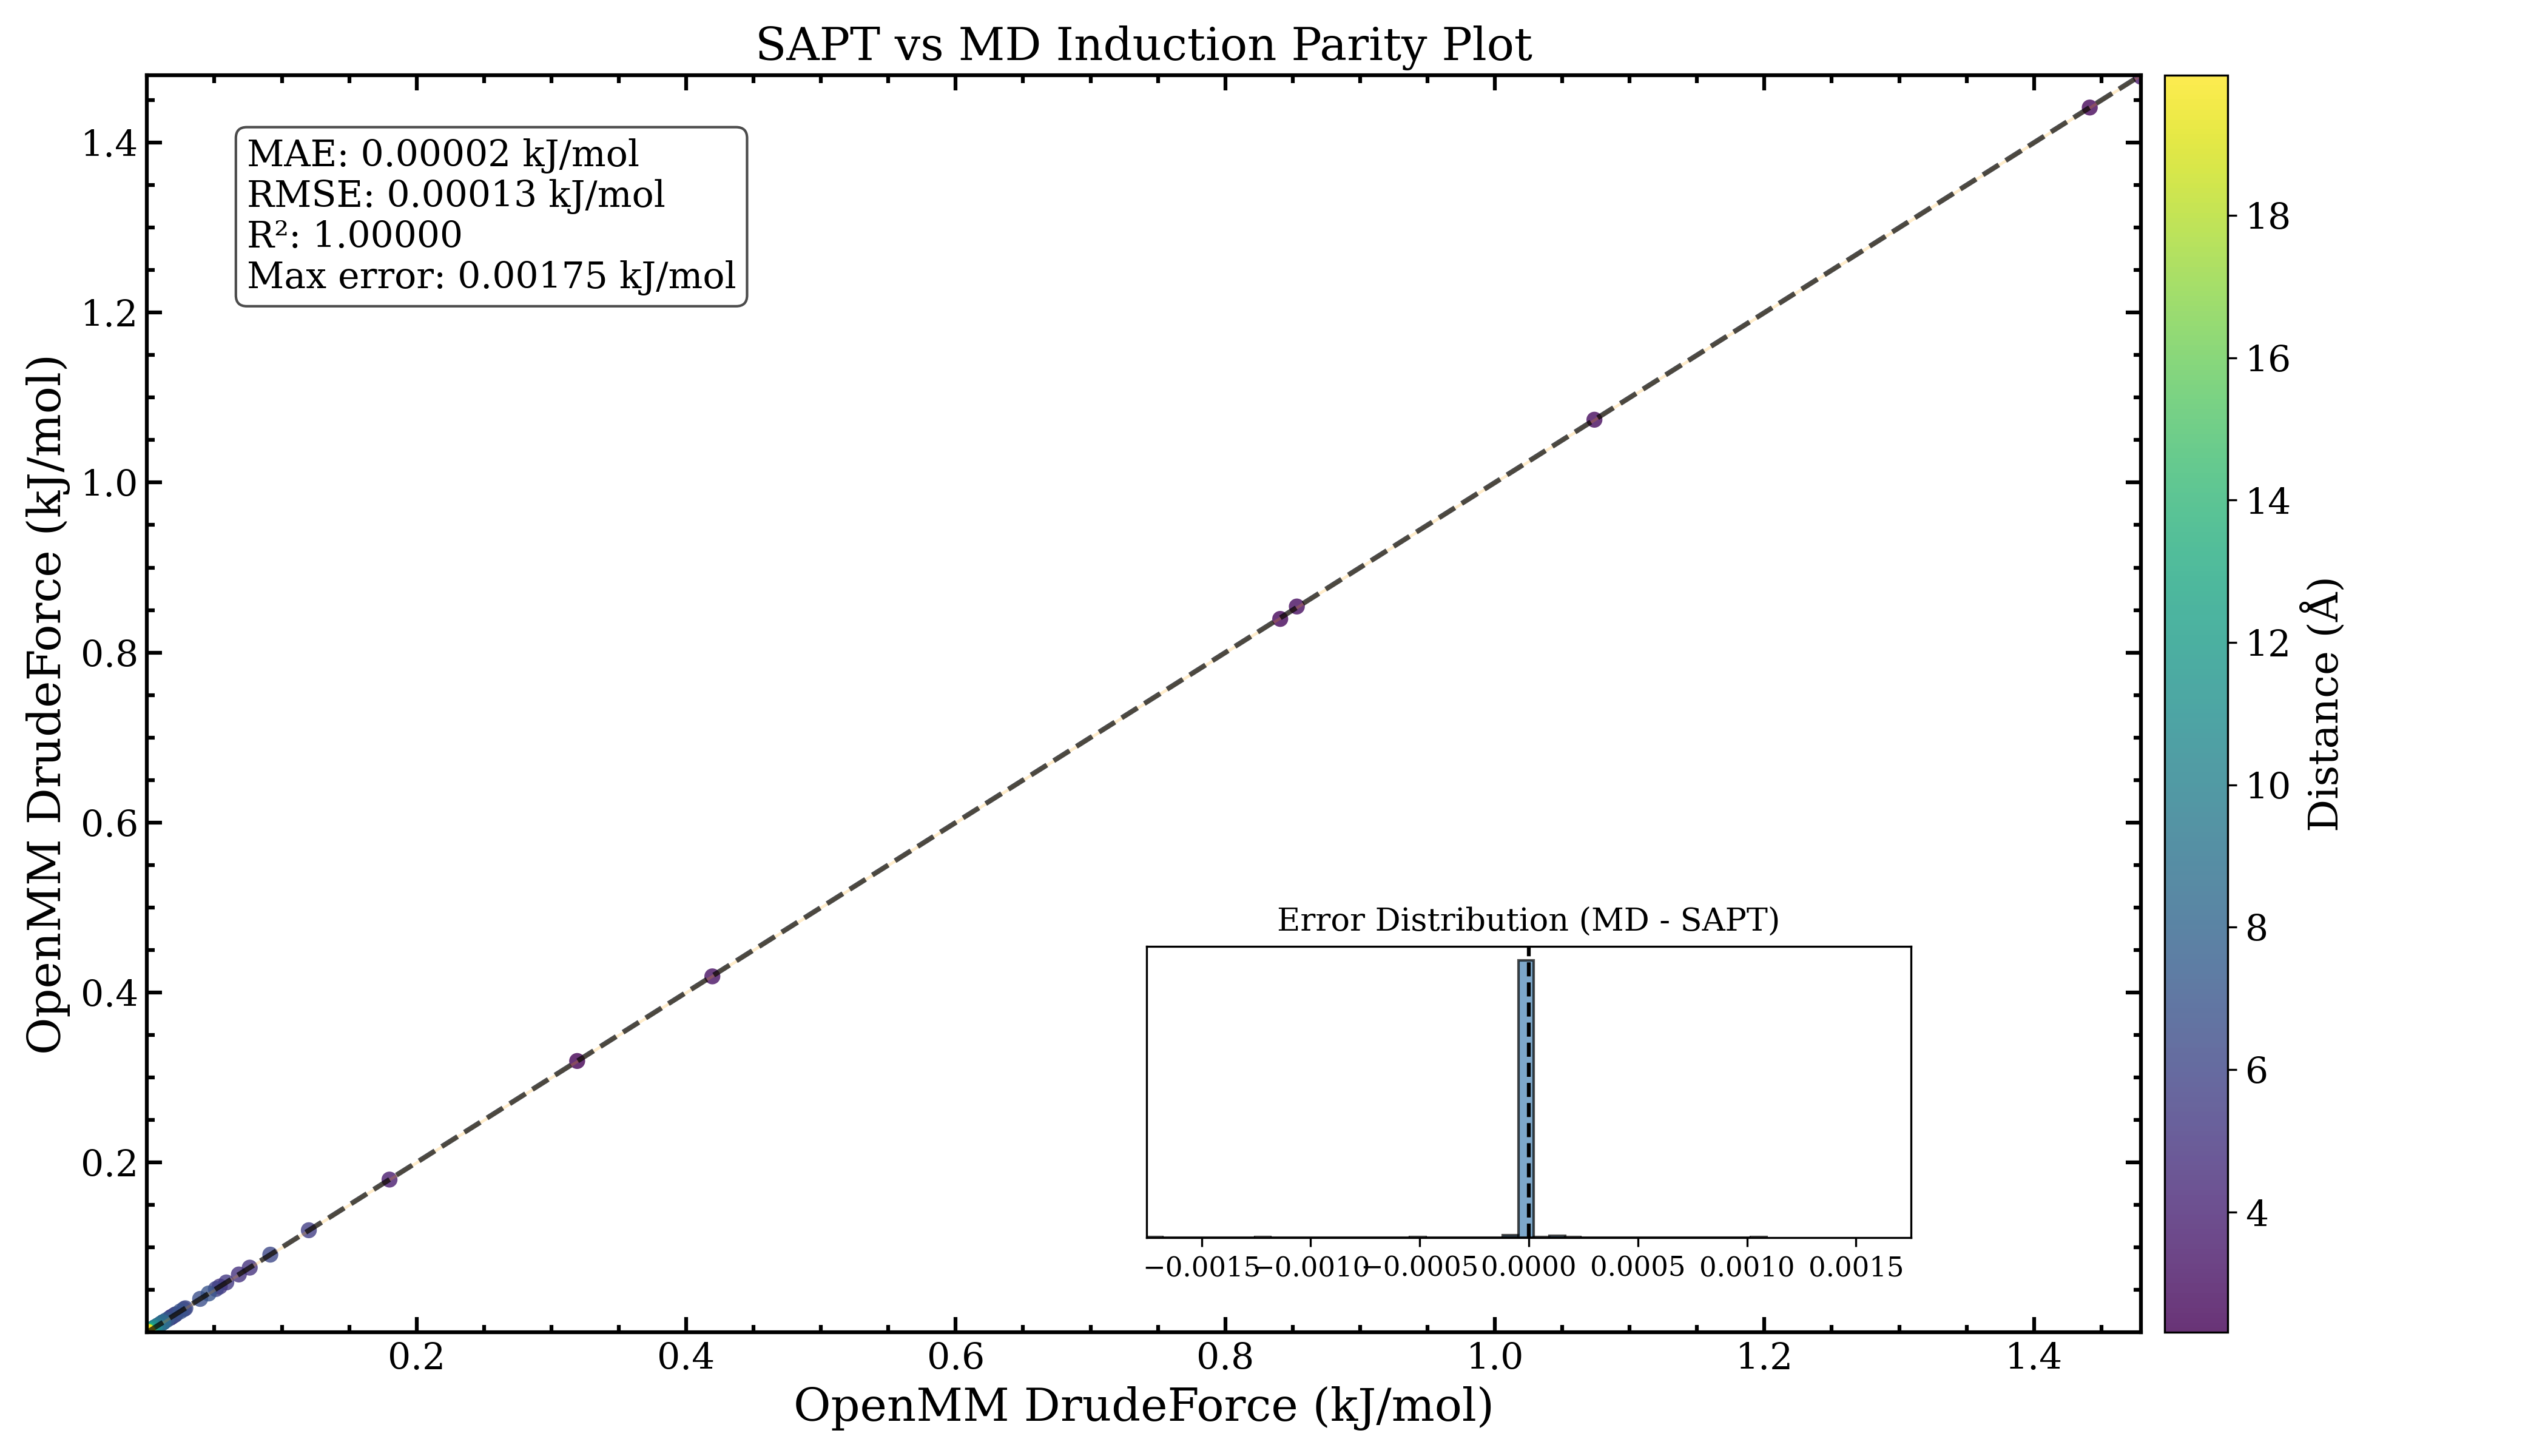 SAPT vs MD Induction Parity Plot
MAE: 0.00002 kJ/mol
RMSE: 0.00013 kJ/mol
R²: 1.00000
Max error: 0.00175 kJ/mol
OpenMM DrudeForce (kJ/mol)
1.4
1.2
1.0
0.8
0.6
0.4
0.2
Error Distribution (MD - SAPT)
−0.0015 −0.0010 −0.0005 0.0000 0.0005 0.0010 0.0015
0.2 0.4 0.6 0.8 1.0 1.2 1.4
OpenMM DrudeForce (kJ/mol)
18
16
14
12
10
8
6
4
Distance (Å)